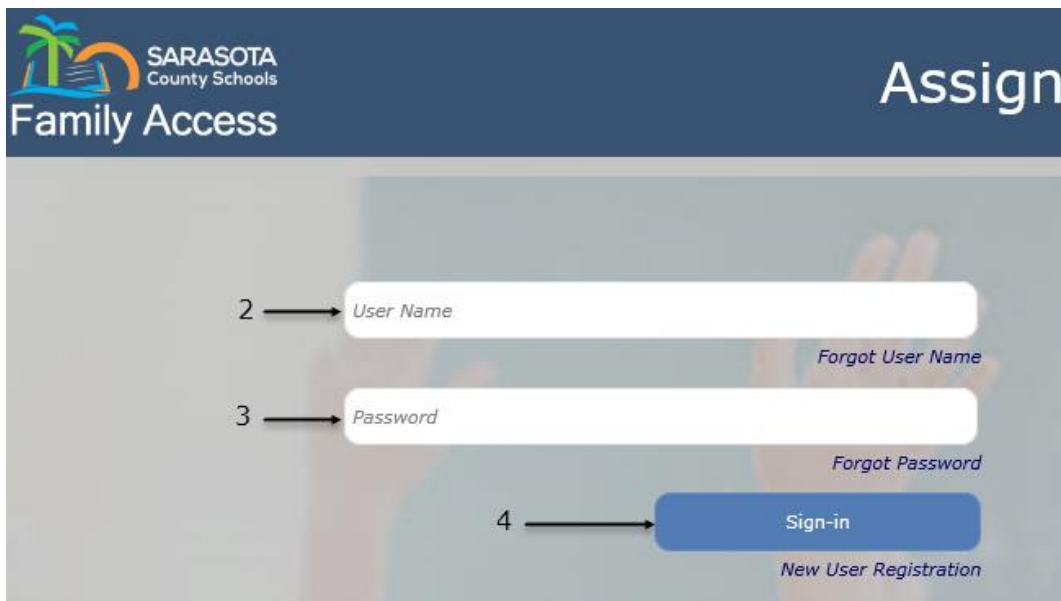 SARASOTA
County Schools
Family Access
Assign
2
User Name
Forgot User Name
3
Password
Forgot Password
4
Sign-in
New User Registration